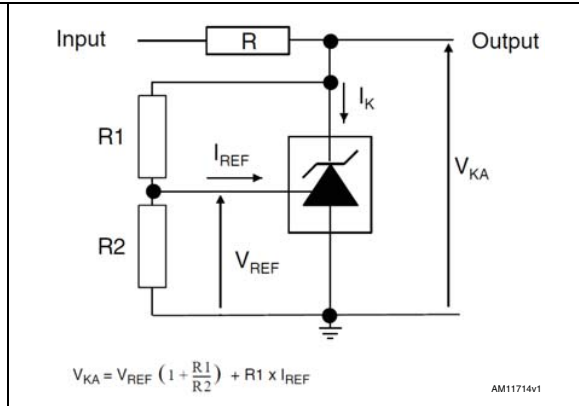 Input
R
Output
I_K
R1
I_REF
V_KA
R2
V_REF
V_KA = V_REF (1 + R1/R2) + R1 x I_REF
AM11714v1